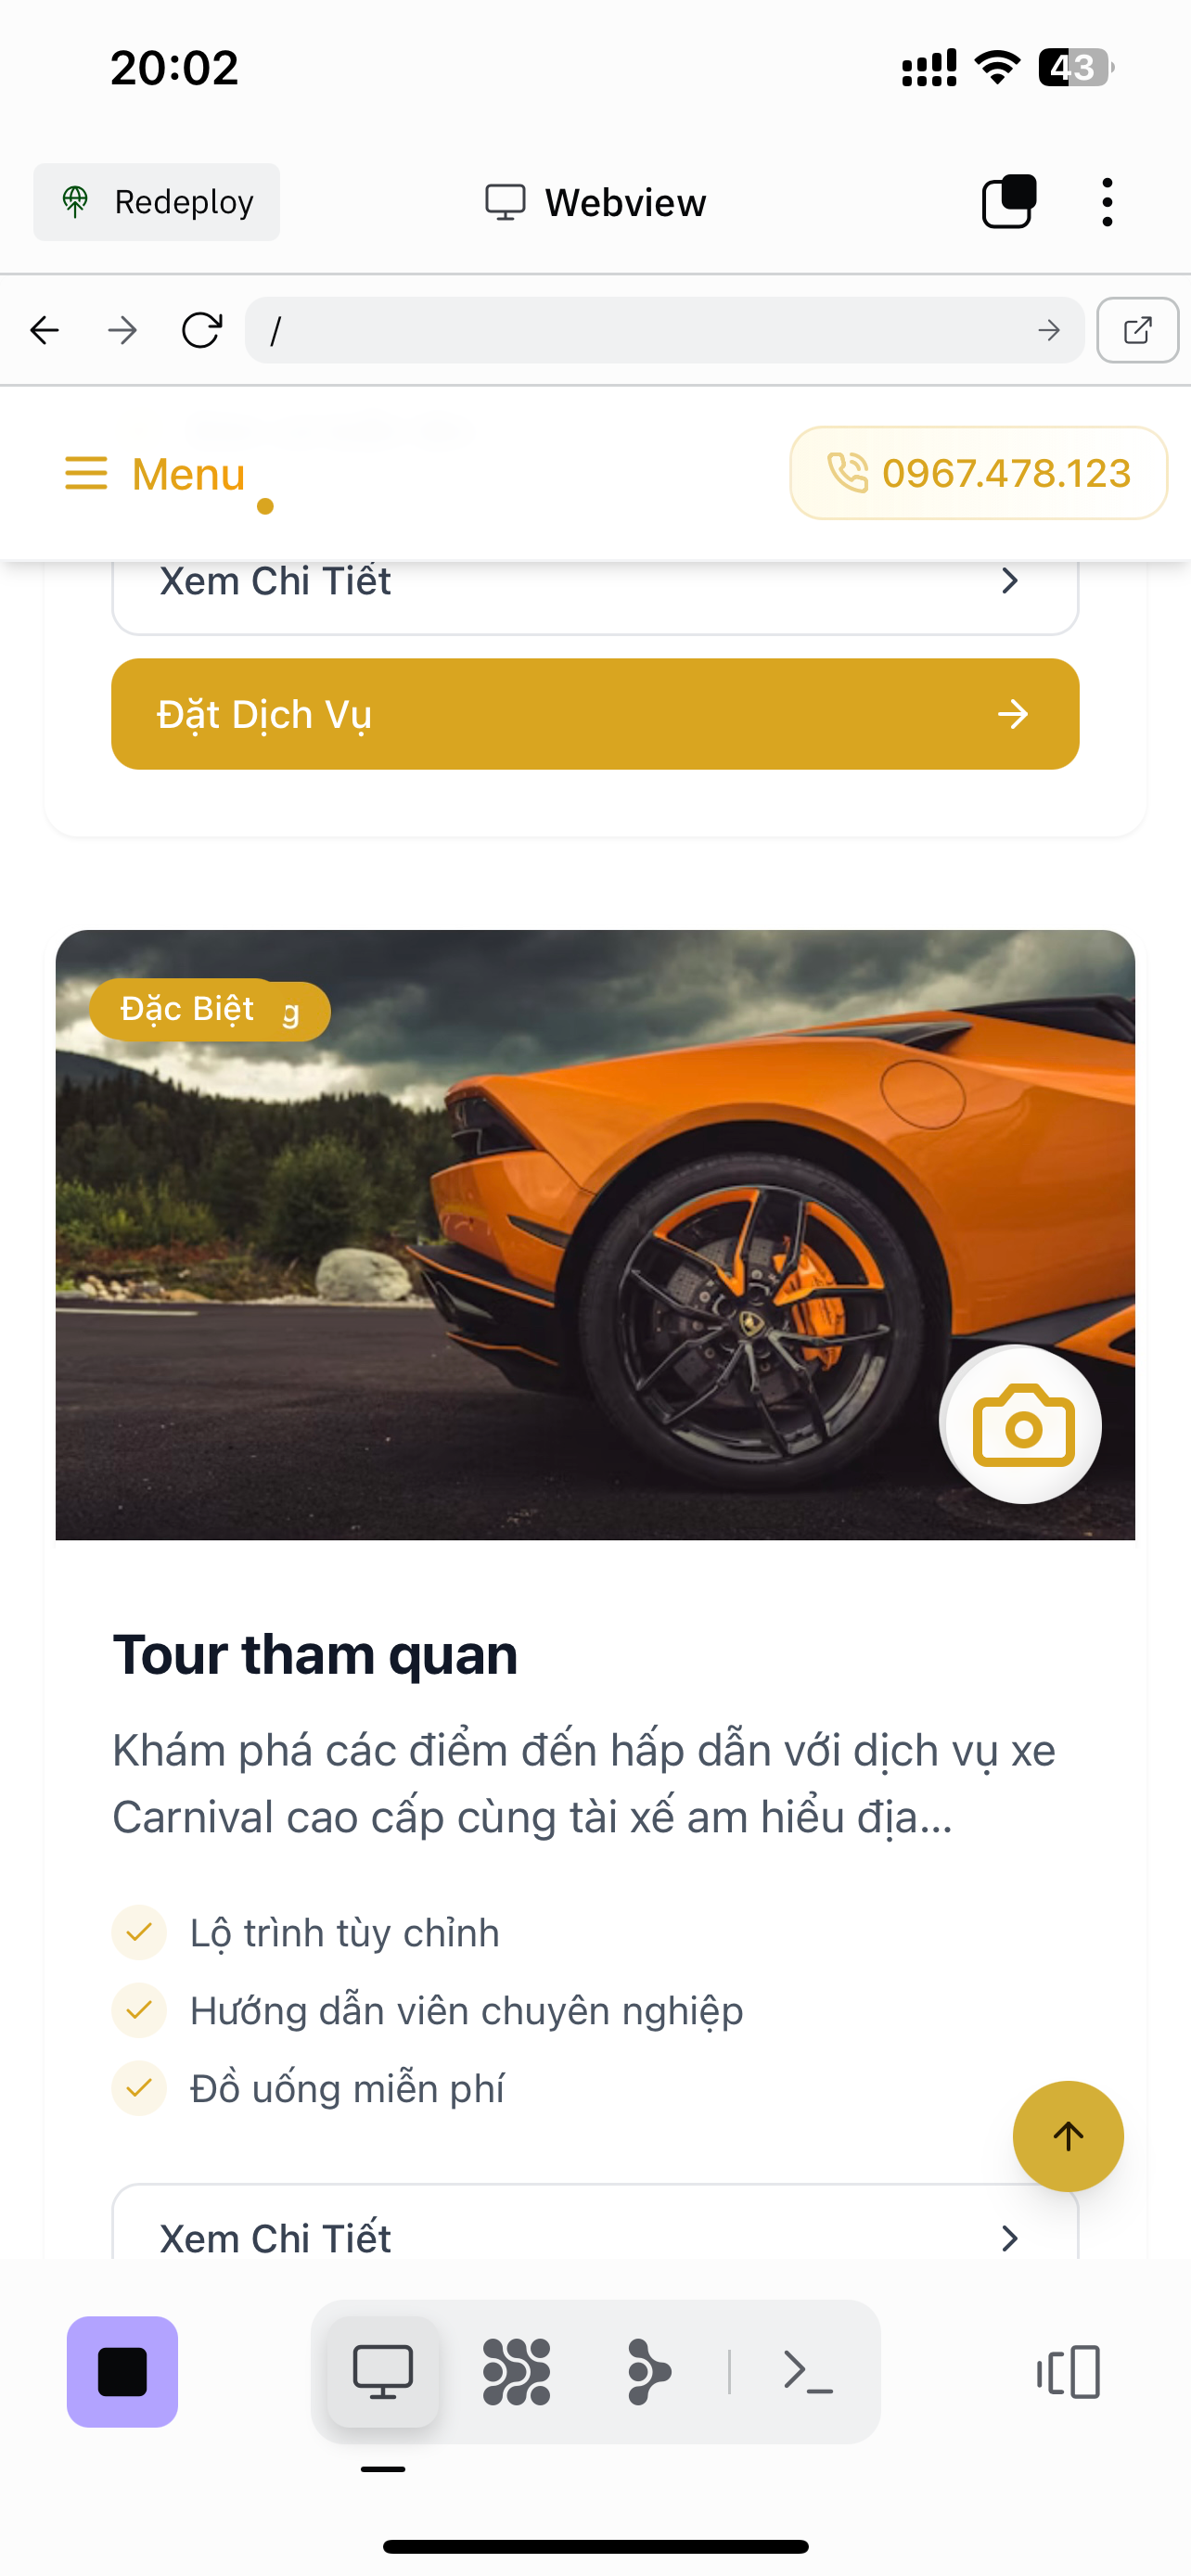 20:02
43
Redeploy
Webview
/
Menu
0967.478.123
Xem Chi Tiết
Đặt Dịch Vụ
Đặc Biệt
g
Tour tham quan
Khám phá các điểm đến hấp dẫn với dịch vụ xe
Carnival cao cấp cùng tài xế am hiểu địa...
Lộ trình tùy chỉnh
Hướng dẫn viên chuyên nghiệp
Đồ uống miễn phí
Xem Chi Tiết